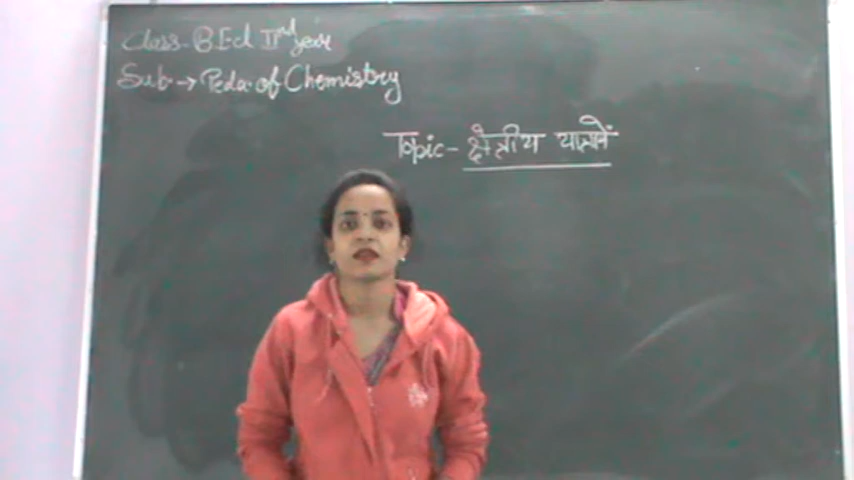 Class- B.Ed IInd year
Sub → Peda. of Chemistry
Topic- क्षेत्रीय यात्रायें